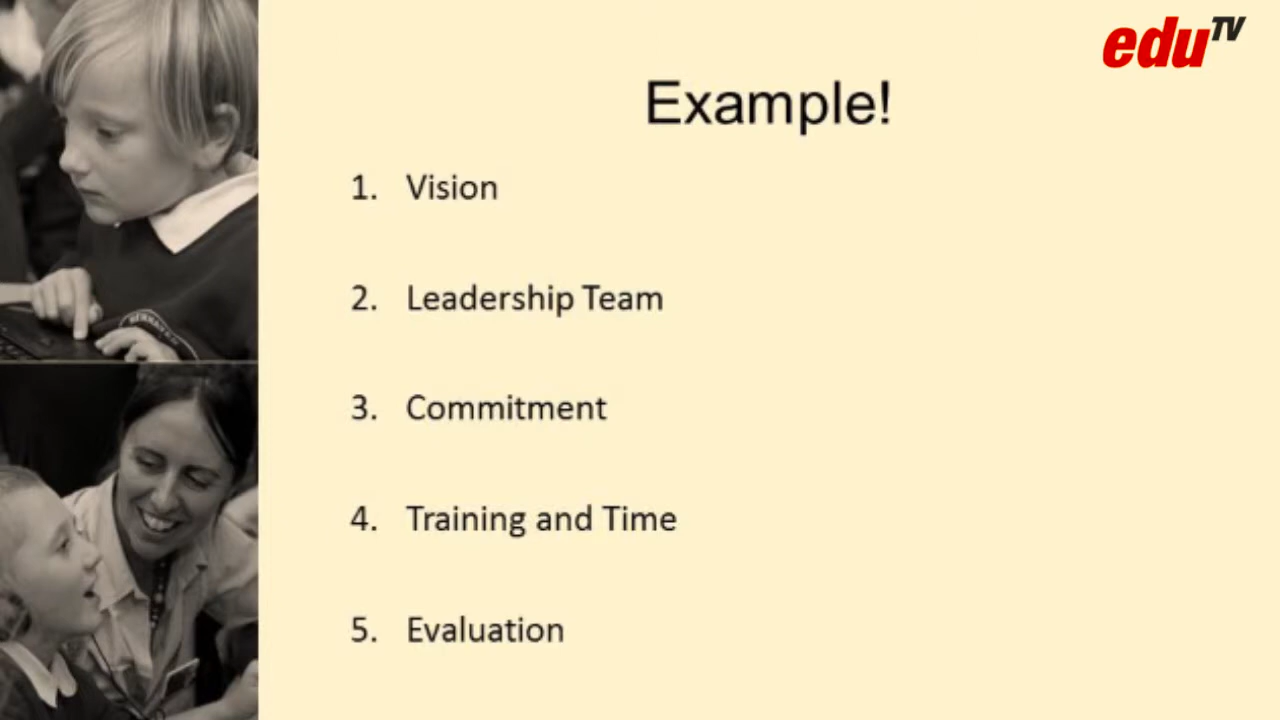 eduTV
Example!
1. Vision
2. Leadership Team
3. Commitment
4. Training and Time
5. Evaluation